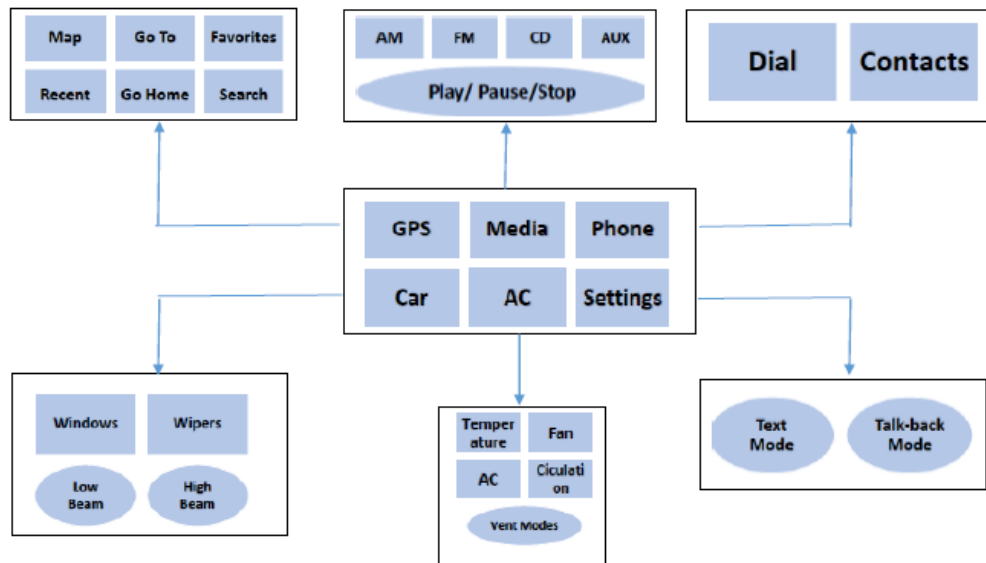 Map Go To Favorites
Recent Go Home Search
AM FM CD AUX
Play/ Pause/Stop
Dial Contacts
GPS Media Phone
Car AC Settings
Windows Wipers
Low
Beam
High
Beam
Temper
ature
Fan
AC
Ciculati
on
Vent Modes
Text
Mode
Talk-back
Mode